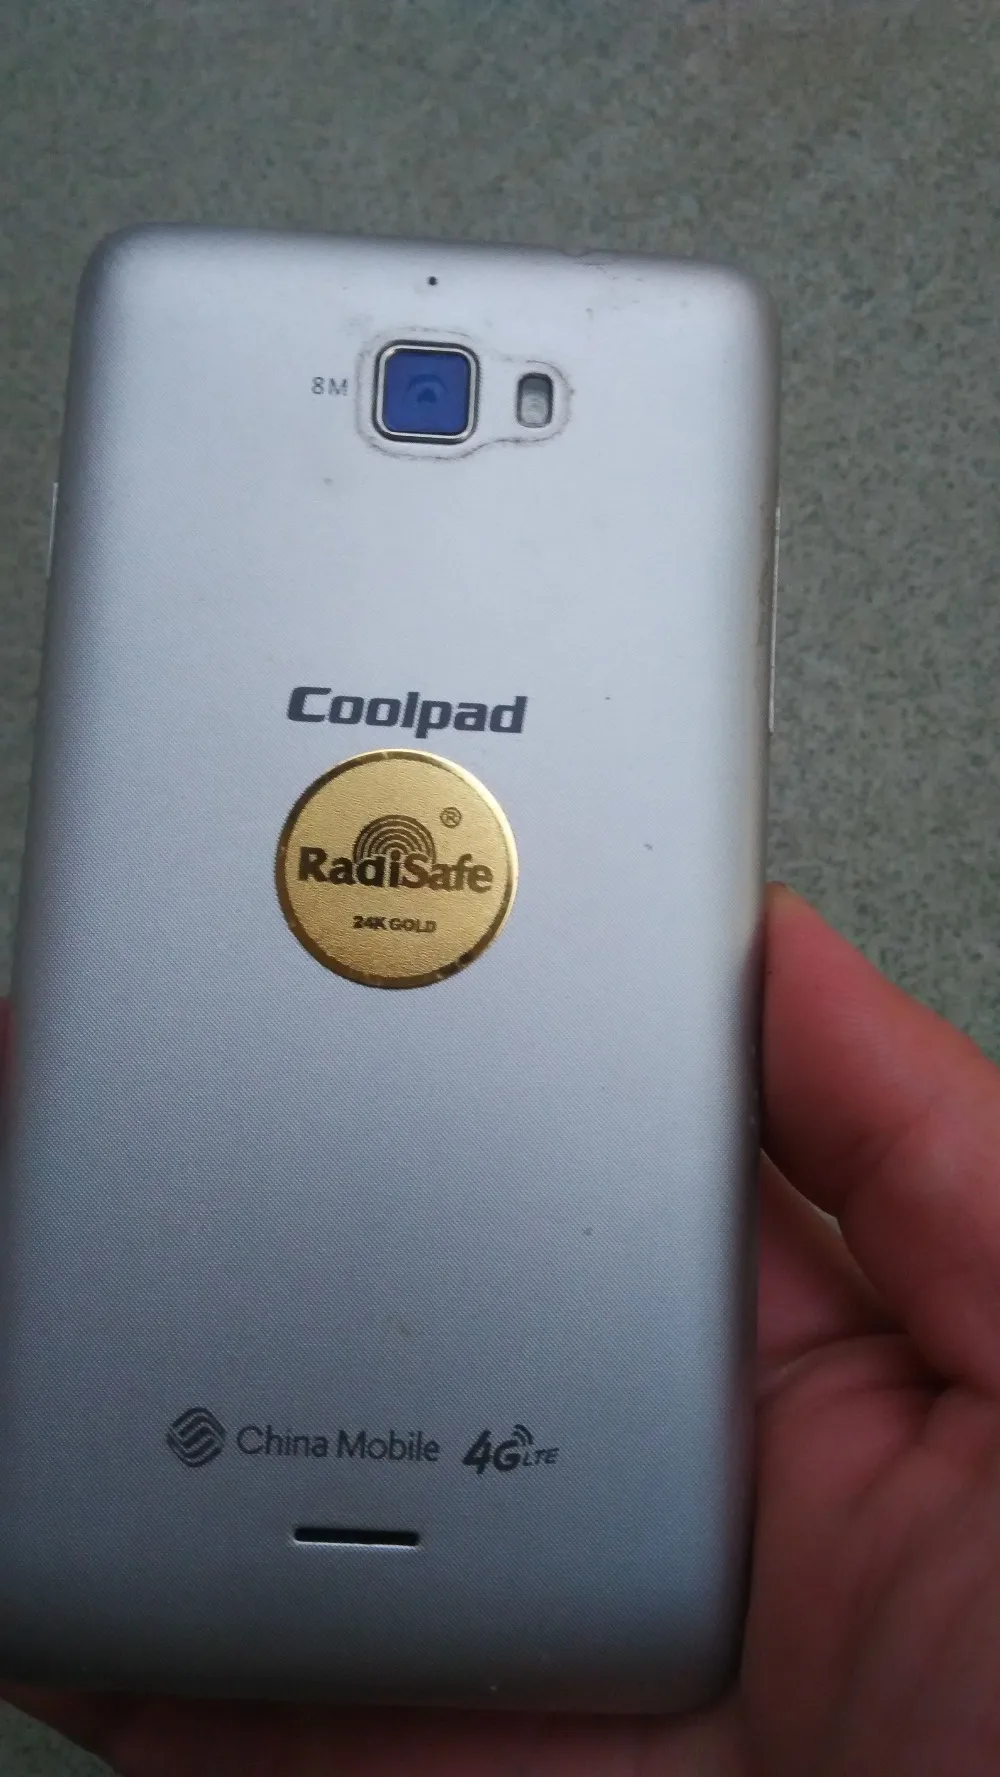 8M
Coolpad
RadiSafe®
24K GOLD
China Mobile 4G LTE